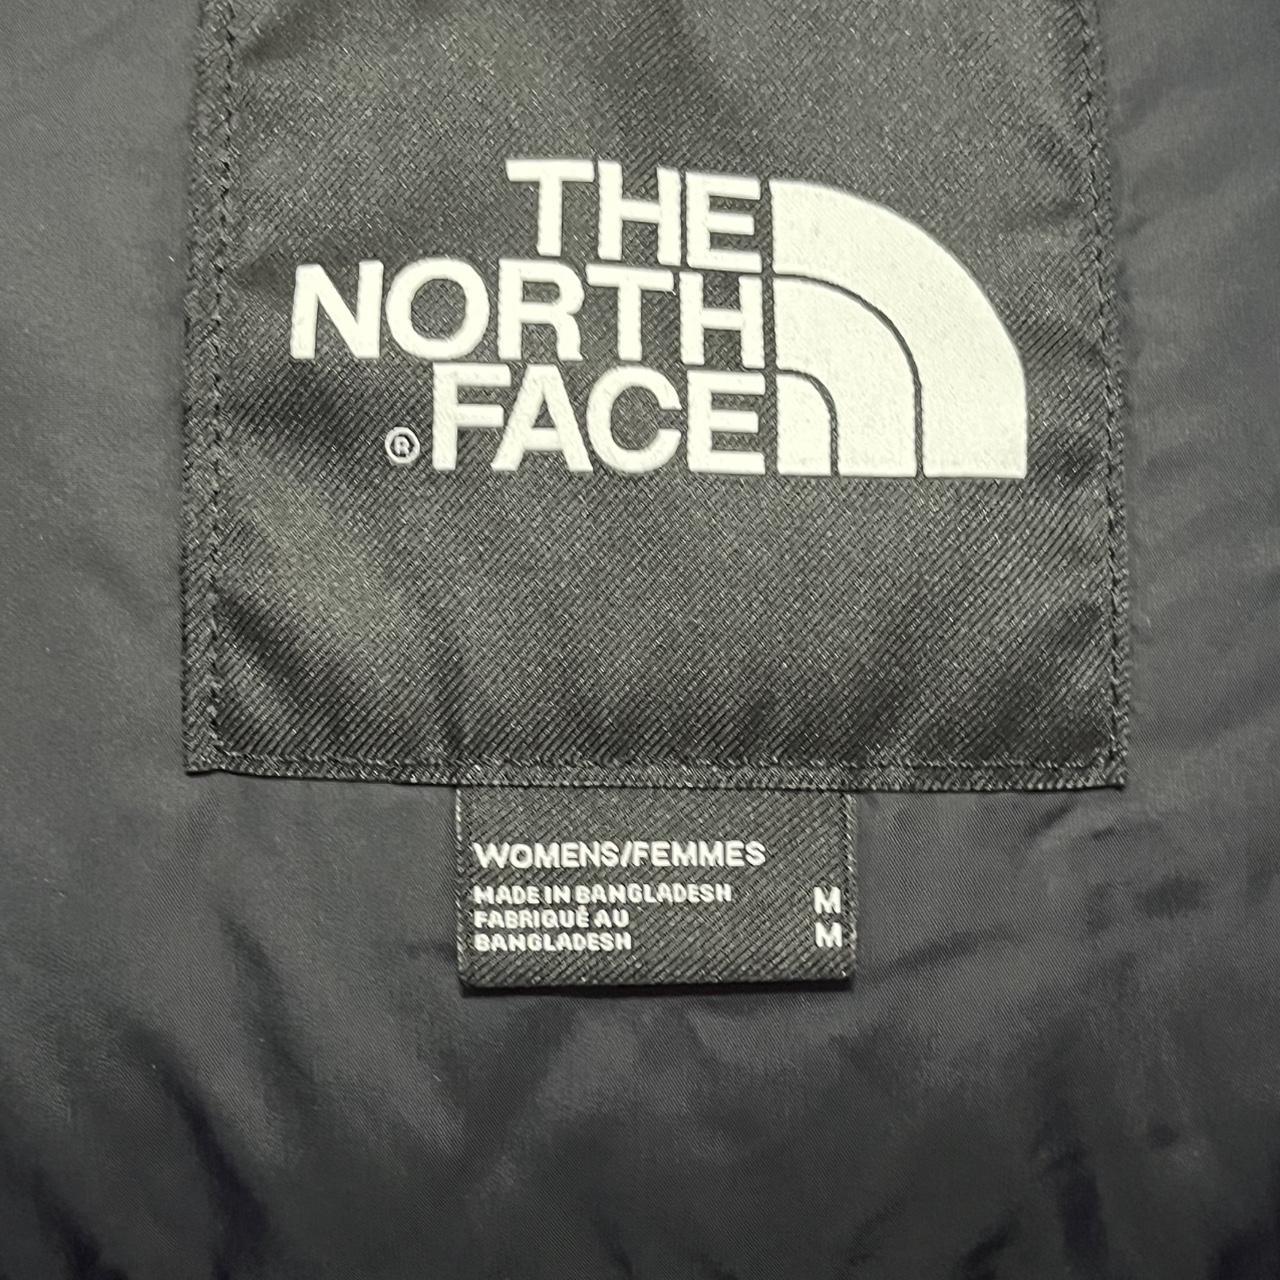 THE
NORTH
® FACE
WOMENS/FEMMES
MADE IN BANGLADESH M
FABRIQUÉ AU
BANGLADESH M